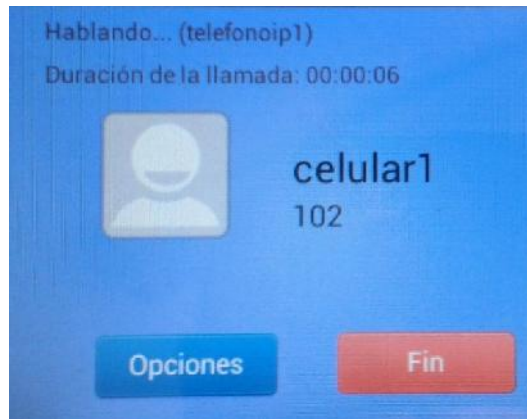 Hablando... (telefonoip1)
Duración de la llamada: 00:00:06
celular1
102
Opciones
Fin